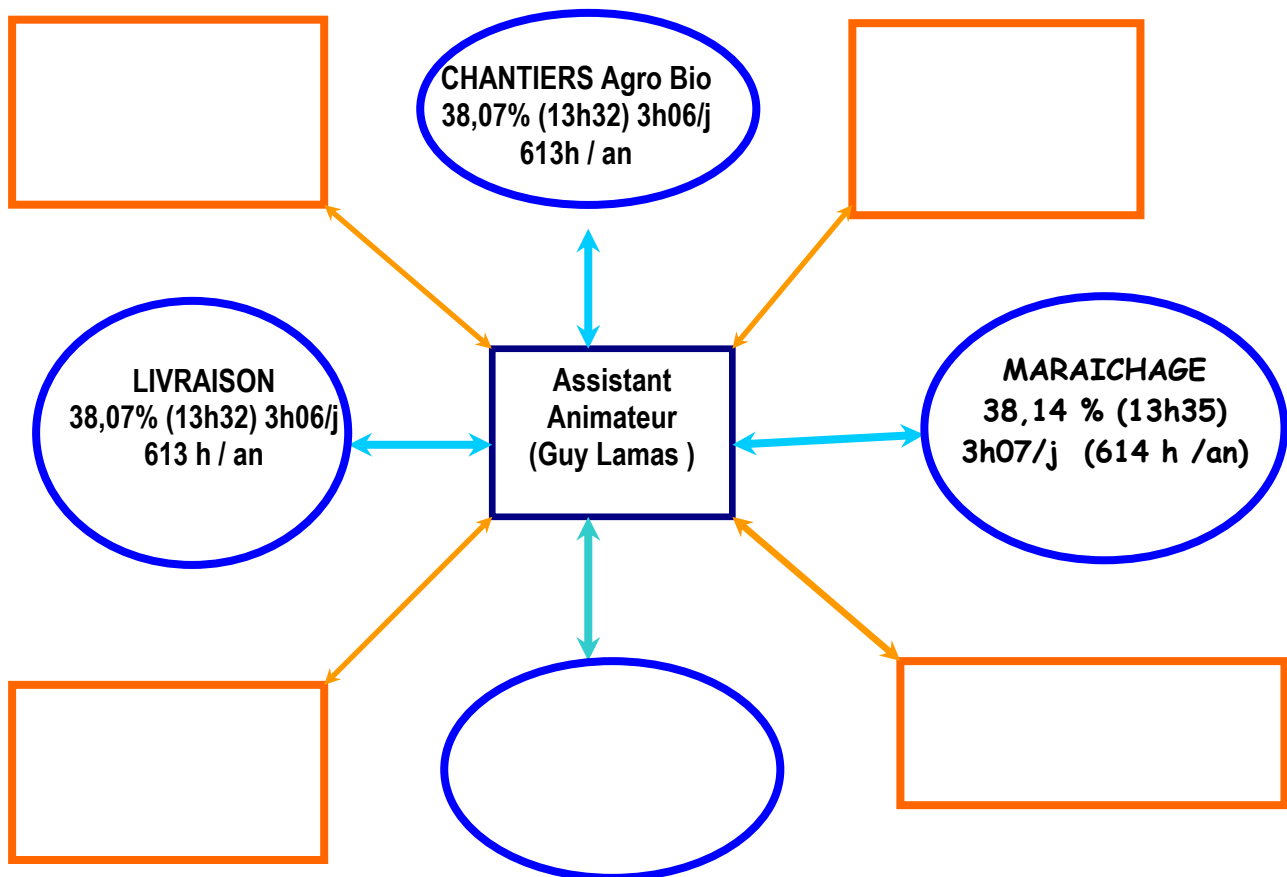 CHANTIERS Agro Bio
38,07% (13h32) 3h06/j
613h / an
LIVRAISON
38,07% (13h32) 3h06/j
613 h / an
Assistant
Animateur
(Guy Lamas )
MARAICHAGE
38,14 % (13h35)
3h07/j (614 h /an)